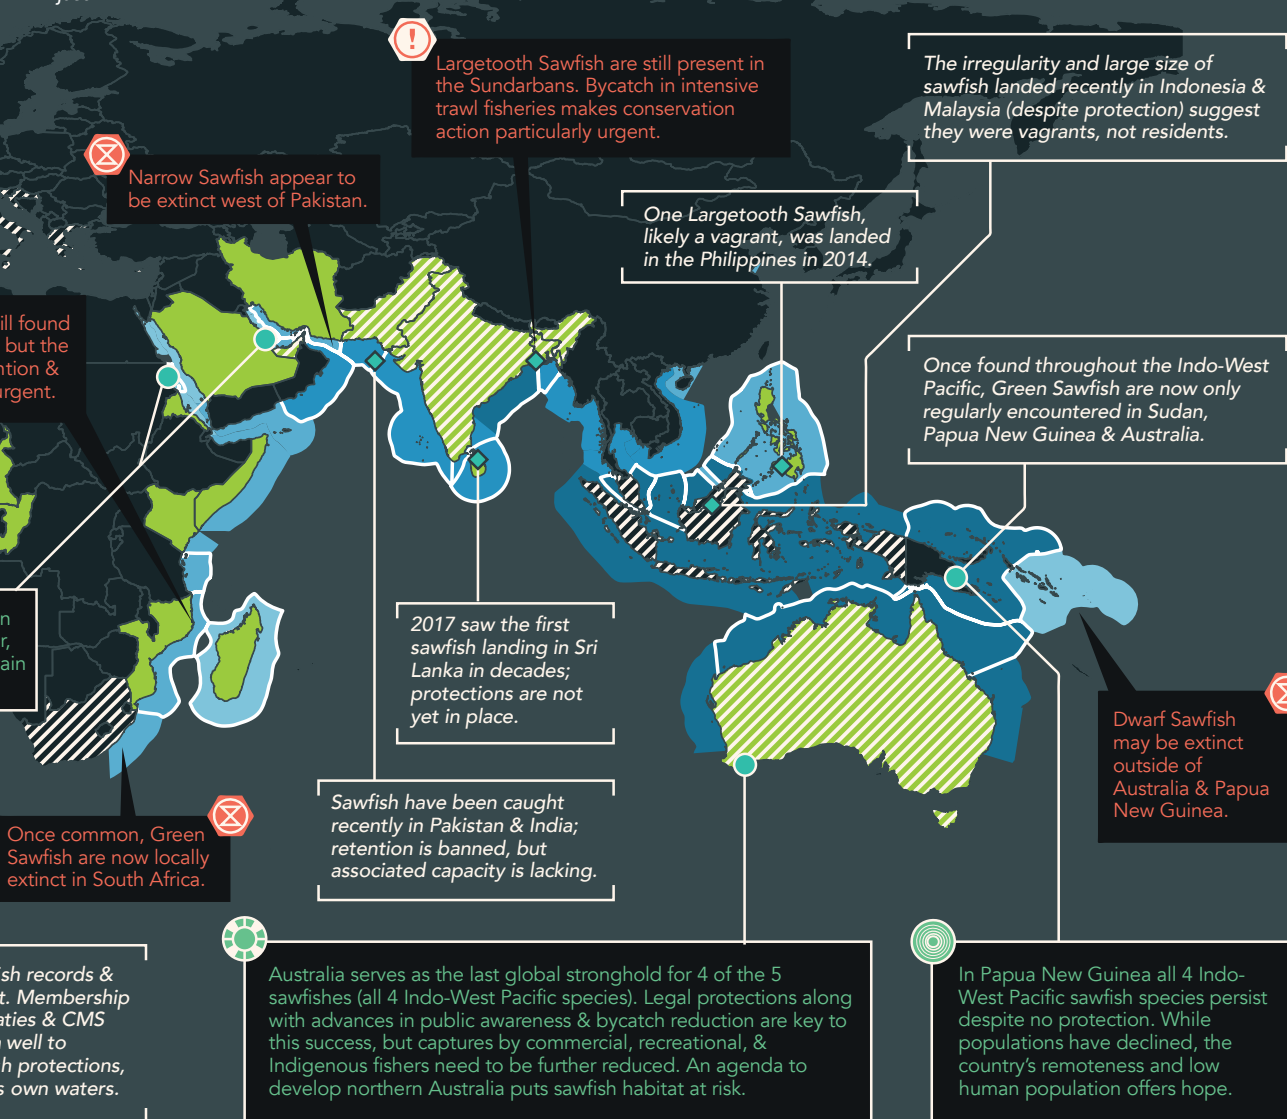 Largetooth Sawfish are still present in
the Sundarbans. Bycatch in intensive
trawl fisheries makes conservation
action particularly urgent.
The irregularity and large size of
sawfish landed recently in Indonesia &
Malaysia (despite protection) suggest
they were vagrants, not residents.
Narrow Sawfish appear to
be extinct west of Pakistan.
One Largetooth Sawfish,
likely a vagrant, was landed
in the Philippines in 2014.
ill found
but the
ntion &
urgent.
Once found throughout the Indo-West
Pacific, Green Sawfish are now only
regularly encountered in Sudan,
Papua New Guinea & Australia.
n
r,
ain
2017 saw the first
sawfish landing in Sri
Lanka in decades;
protections are not
yet in place.
Dwarf Sawfish
may be extinct
outside of
Australia & Papua
New Guinea.
Sawfish have been caught
recently in Pakistan & India;
retention is banned, but
associated capacity is lacking.
Once common, Green
Sawfish are now locally
extinct in South Africa.
ish records &
t. Membership
aties & CMS
well to
h protections,
s own waters.
Australia serves as the last global stronghold for 4 of the 5
sawfishes (all 4 Indo-West Pacific species). Legal protections along
with advances in public awareness & bycatch reduction are key to
this success, but captures by commercial, recreational, &
Indigenous fishers need to be further reduced. An agenda to
develop northern Australia puts sawfish habitat at risk.
In Papua New Guinea all 4 Indo-
West Pacific sawfish species persist
despite no protection. While
populations have declined, the
country's remoteness and low
human population offers hope.